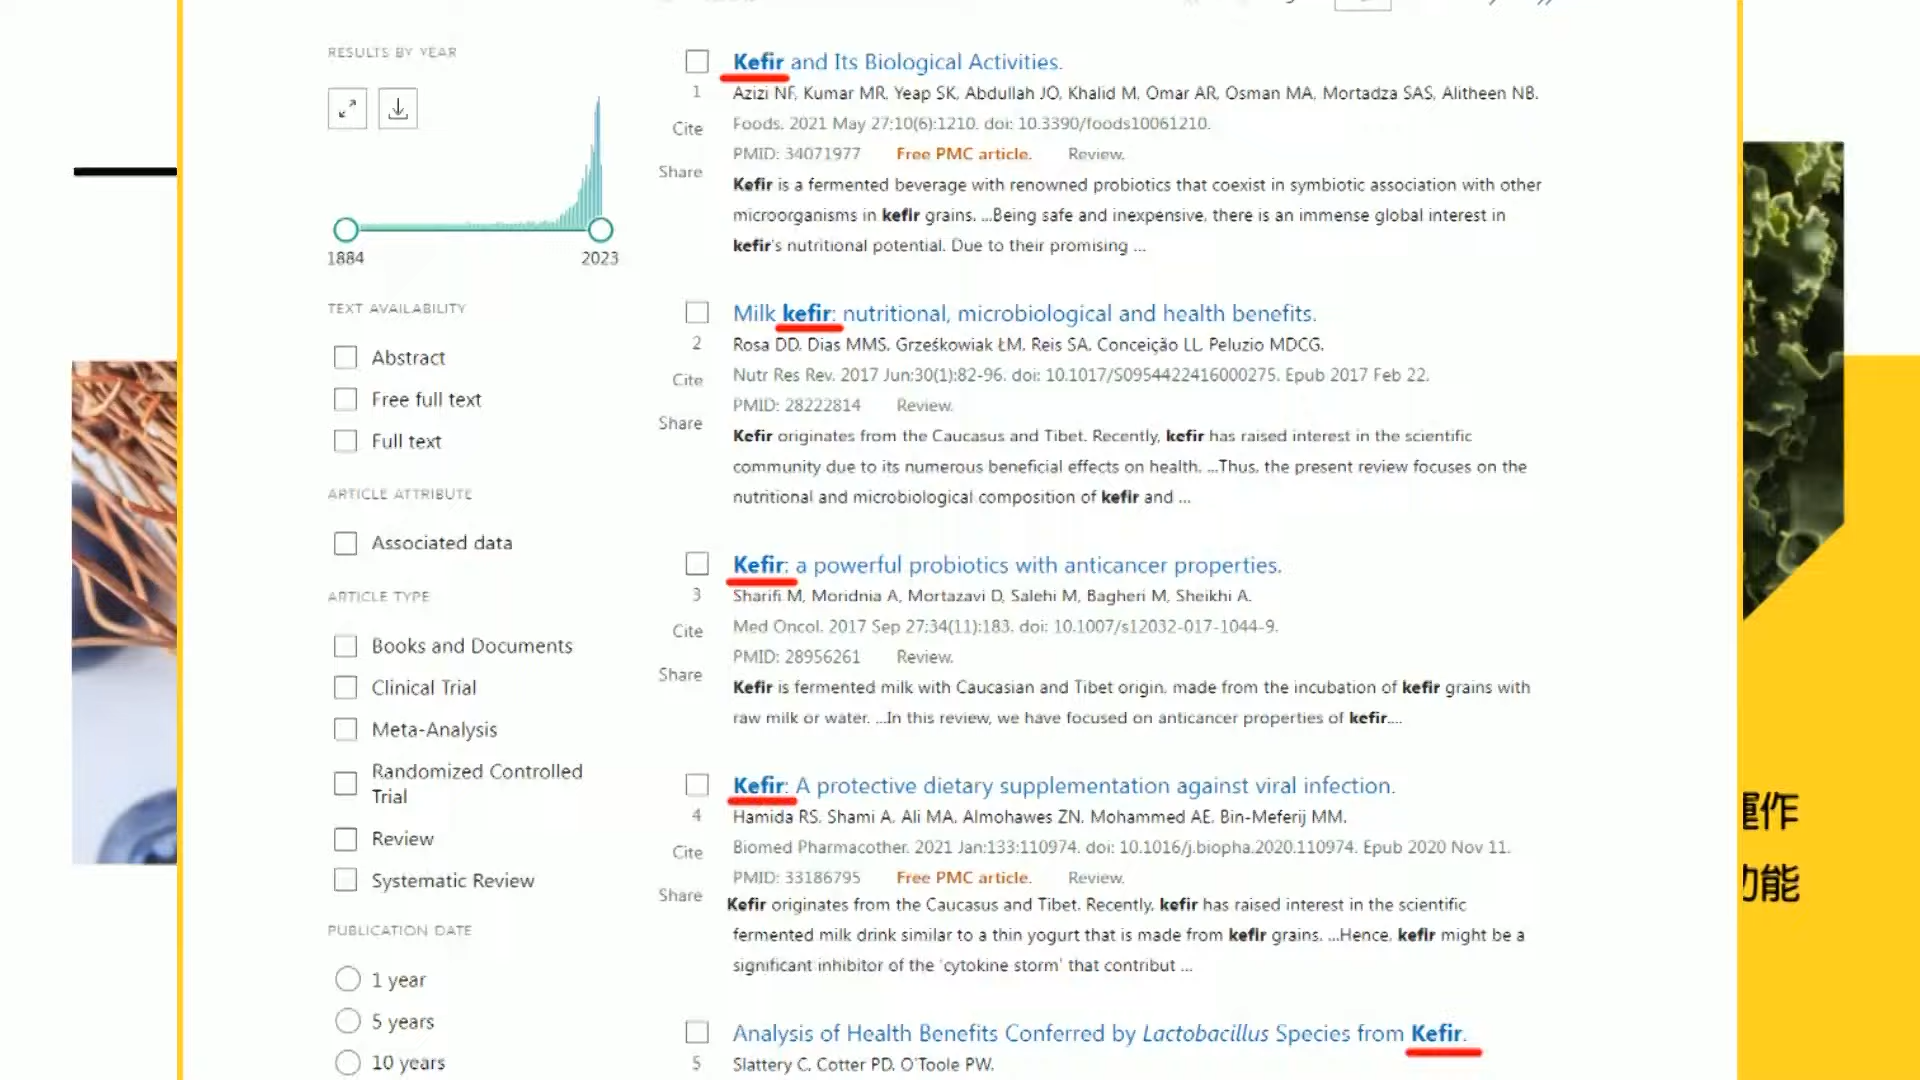 RESULTS BY YEAR
1884
2023
TEXT AVAILABILITY
Abstract
Free full text
Full text
ARTICLE ATTRIBUTE
Associated data
ARTICLE TYPE
Books and Documents
Clinical Trial
Meta-Analysis
Randomized Controlled
Trial
Review
Systematic Review
PUBLICATION DATE
1 year
5 years
10 years
Kefir and Its Biological Activities.
1
Azizi NF, Kumar MR, Yeap SK, Abdullah JO, Khalid M, Omar AR, Osman MA, Mortadza SAS, Alitheen NB.
Cite
Foods. 2021 May 27;10(6):1210. doi: 10.3390/foods10061210.
PMID: 34071977 Free PMC article. Review.
Share
Kefir is a fermented beverage with renowned probiotics that coexist in symbiotic association with other
microorganisms in kefir grains. ...Being safe and inexpensive, there is an immense global interest in
kefir's nutritional potential. Due to their promising ...
Milk kefir: nutritional, microbiological and health benefits.
2
Rosa DD, Dias MMS, Grześkowiak ŁM, Reis SA, Conceição LL, Peluzio MDCG.
Cite
Nutr Res Rev. 2017 Jun;30(1):82-96. doi: 10.1017/S0954422416000275. Epub 2017 Feb 22.
PMID: 28222814 Review.
Share
Kefir originates from the Caucasus and Tibet. Recently, kefir has raised interest in the scientific
community due to its numerous beneficial effects on health. ...Thus, the present review focuses on the
nutritional and microbiological composition of kefir and ...
Kefir: a powerful probiotics with anticancer properties.
3
Sharifi M, Moridnia A, Mortazavi D, Salehi M, Bagheri M, Sheikhi A.
Cite
Med Oncol. 2017 Sep 27;34(11):183. doi: 10.1007/s12032-017-1044-9.
PMID: 28956261 Review.
Share
Kefir is fermented milk with Caucasian and Tibet origin, made from the incubation of kefir grains with
raw milk or water. ...In this review, we have focused on anticancer properties of kefir....
Kefir: A protective dietary supplementation against viral infection.
4
Hamida RS, Shami A, Ali MA, Almohawes ZN, Mohammed AE, Bin-Meferij MM.
Cite
Biomed Pharmacother. 2021 Jan;133:110974. doi: 10.1016/j.biopha.2020.110974. Epub 2020 Nov 11.
PMID: 33186795 Free PMC article. Review.
Share
Kefir originates from the Caucasus and Tibet. Recently, kefir has raised interest in the scientific
fermented milk drink similar to a thin yogurt that is made from kefir grains. ...Hence, kefir might be a
significant inhibitor of the 'cytokine storm' that contribut ...
Analysis of Health Benefits Conferred by Lactobacillus Species from Kefir.
5
Slattery C, Cotter PD, O'Toole PW.
運作
功能